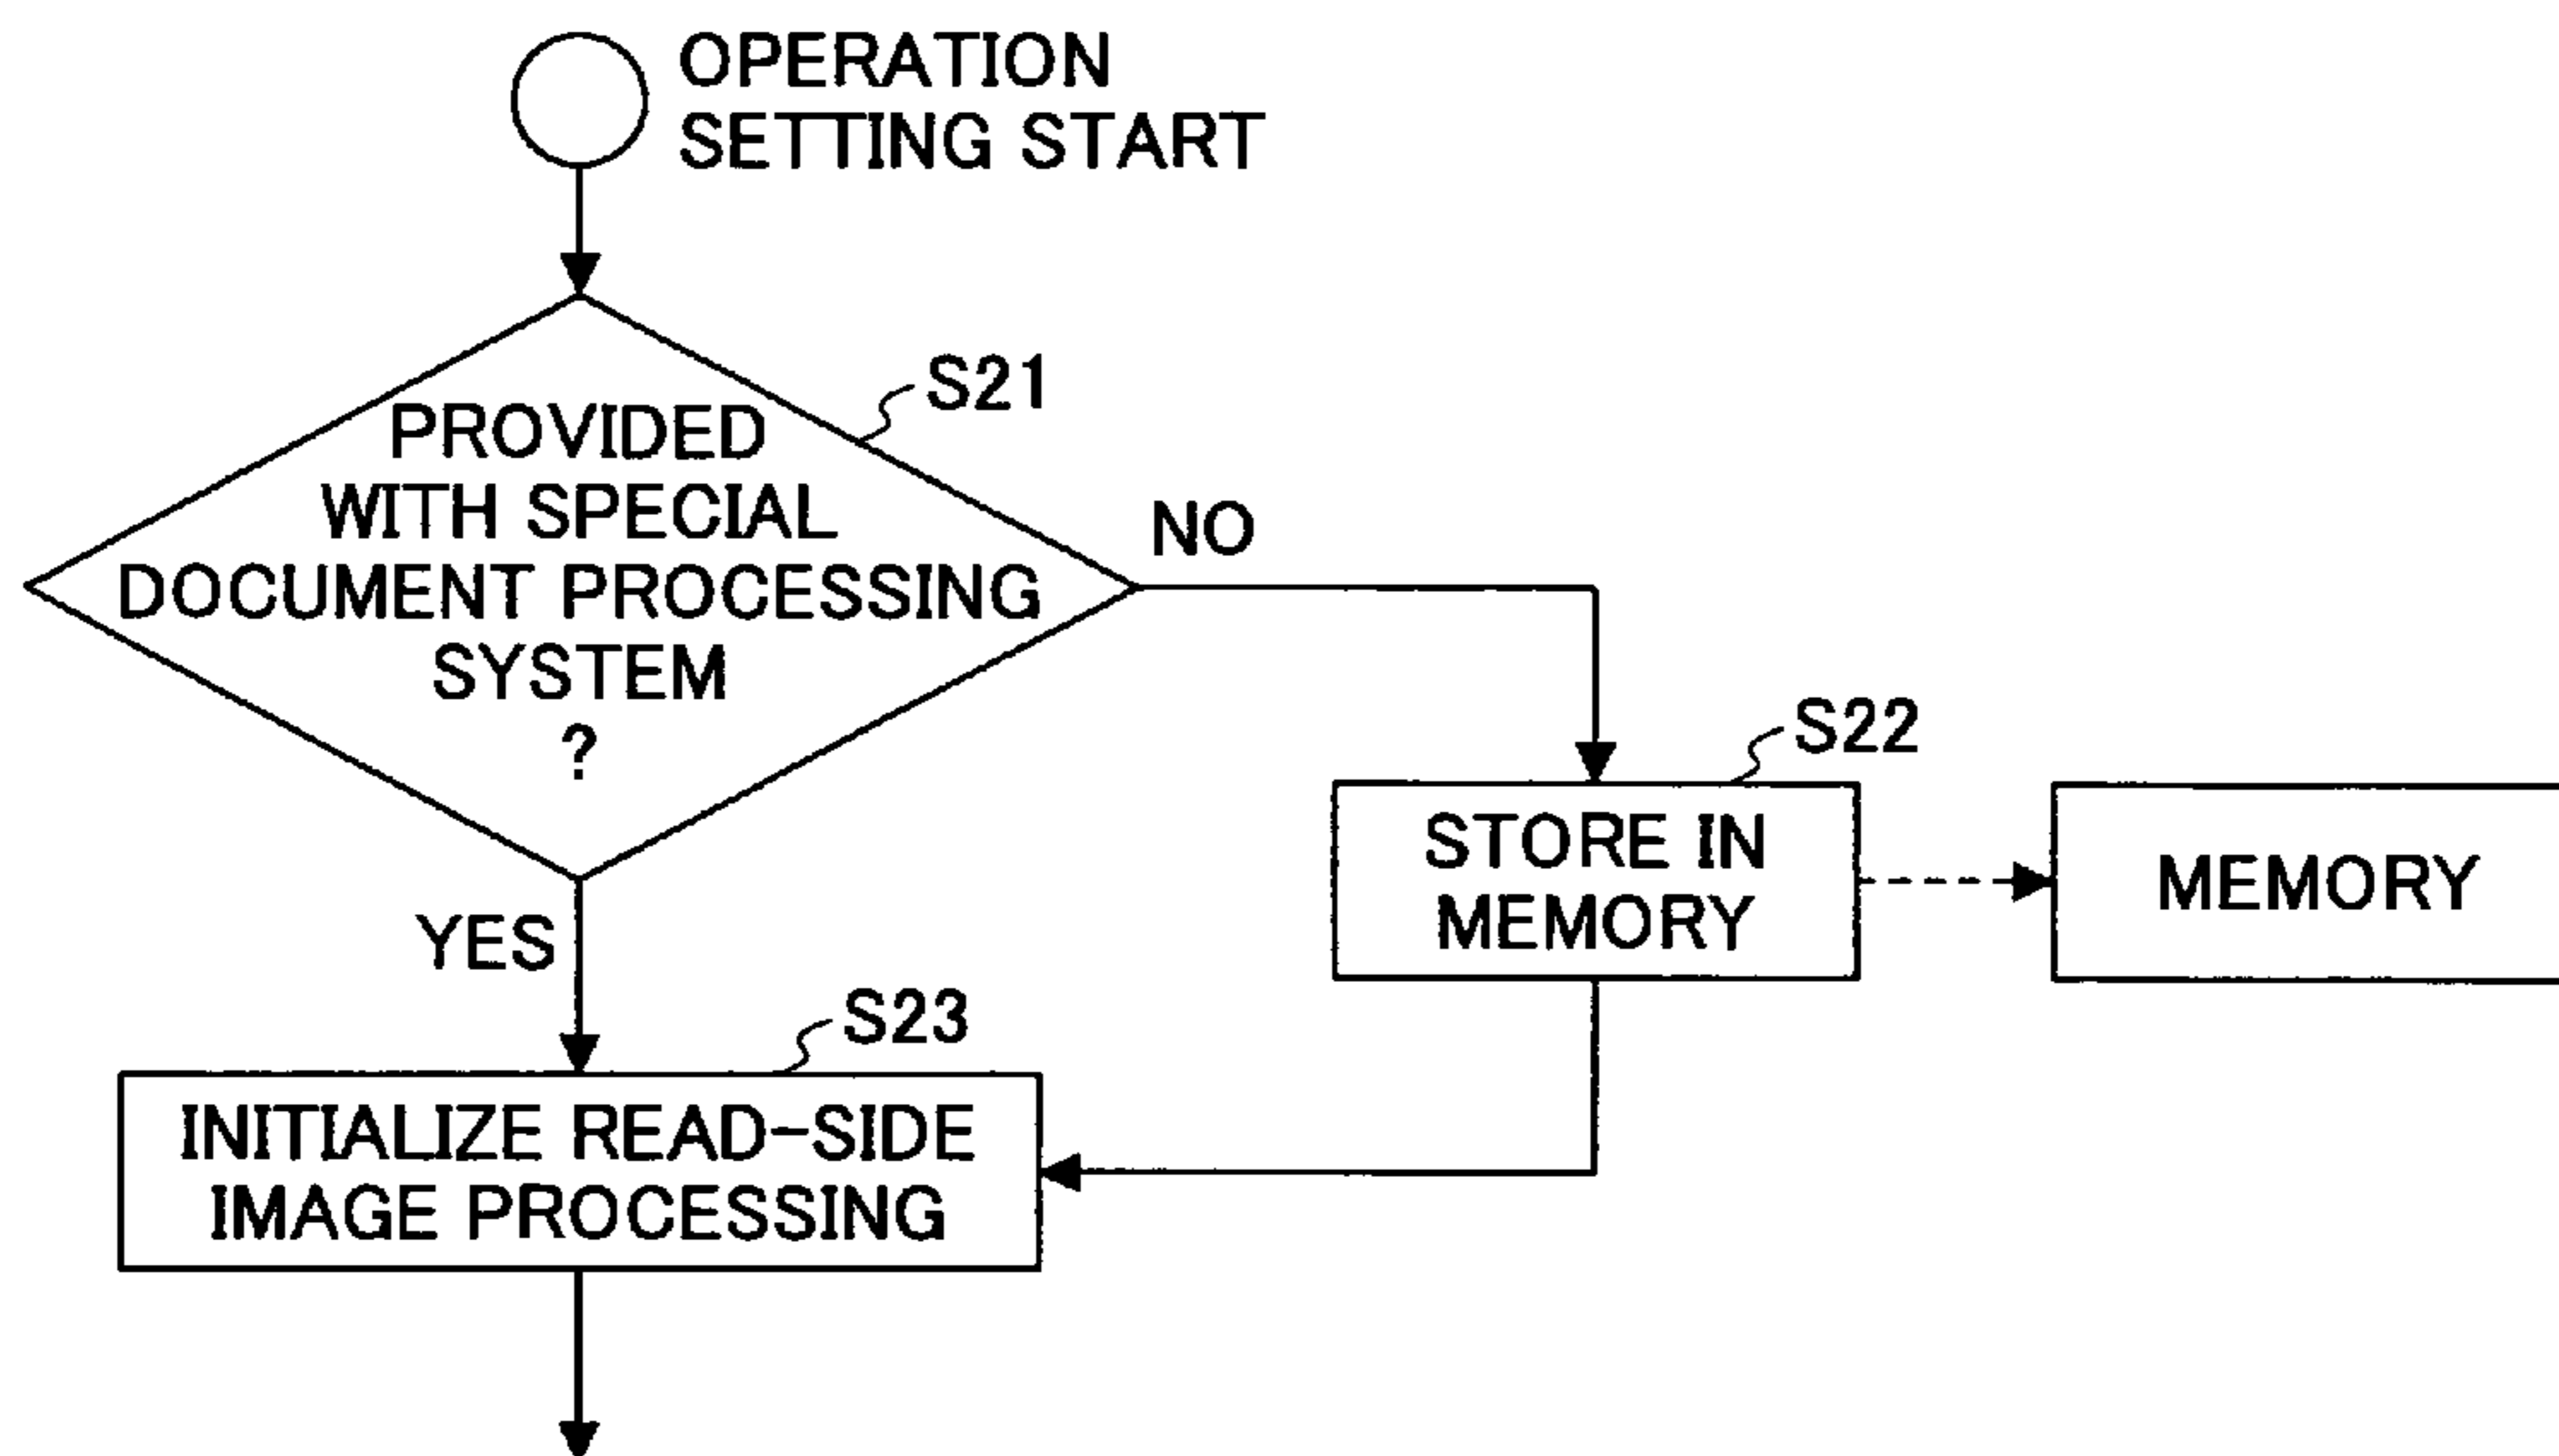 OPERATION
SETTING START
S21
PROVIDED
WITH SPECIAL
DOCUMENT PROCESSING
SYSTEM
?
NO
YES
S22
STORE IN
MEMORY
MEMORY
S23
INITIALIZE READ-SIDE
IMAGE PROCESSING